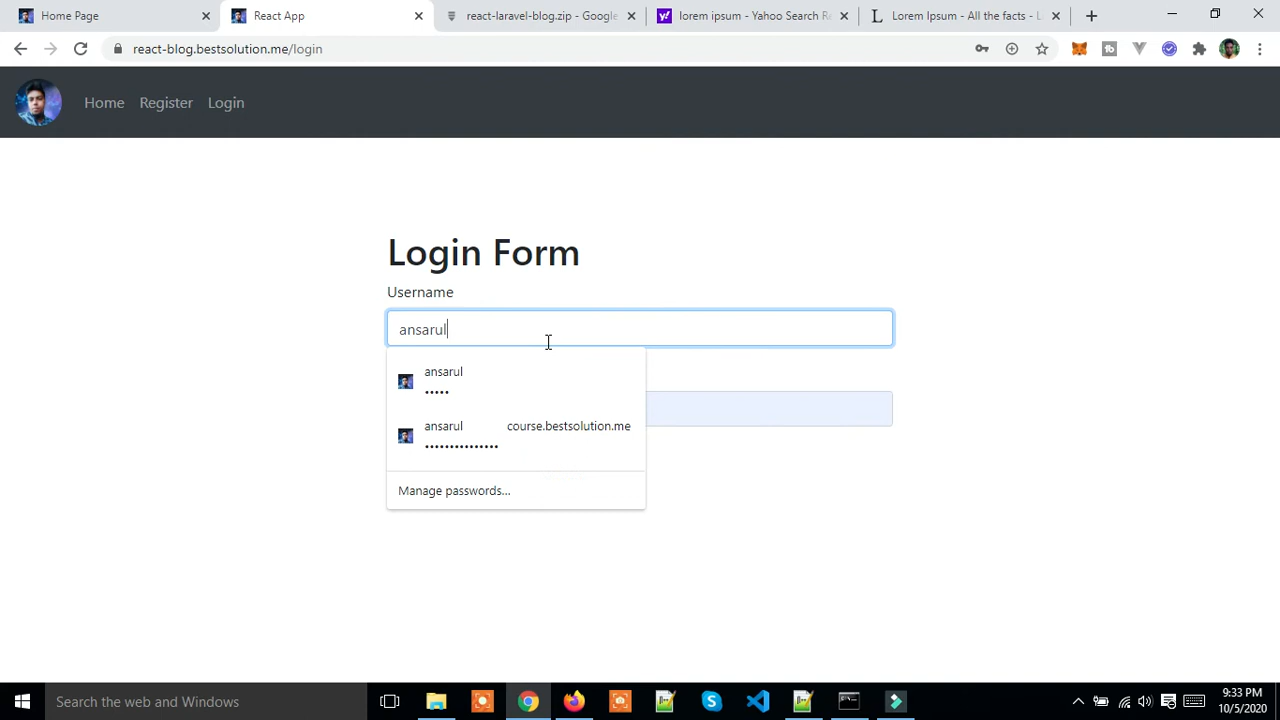 Home Page
React App
react-laravel-blog.zip - Google
lorem ipsum - Yahoo Search Re
Lorem Ipsum - All the facts - L
react-blog.bestsolution.me/login
Home
Register
Login
Login Form
Username
ansarul
ansarul
•••••
ansarul
course.bestsolution.me
•••••••••••••••
Manage passwords...
Search the web and Windows
9:33 PM
10/5/2020